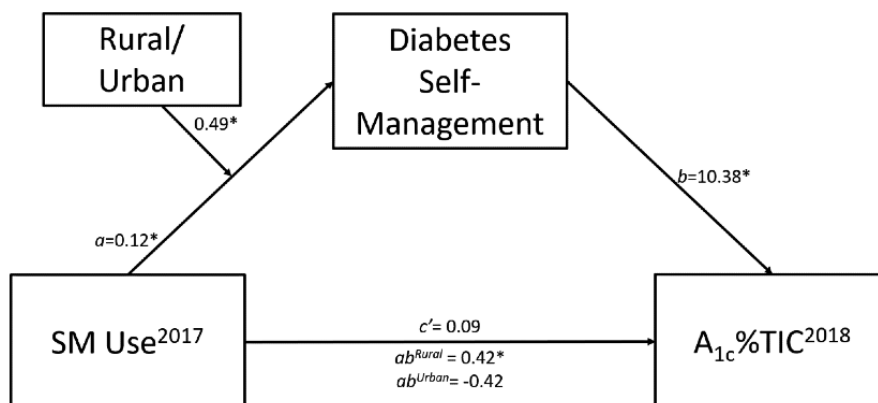 Rural/
Urban
Diabetes
Self-
Management
0.49*
a=0.12*
b=10.38*
SM Use²⁰¹⁷
c'= 0.09
abᴿᵘʳᵃˡ = 0.42*
abᵁʳᵇᵃⁿ= -0.42
A₁c%TIC²⁰¹⁸